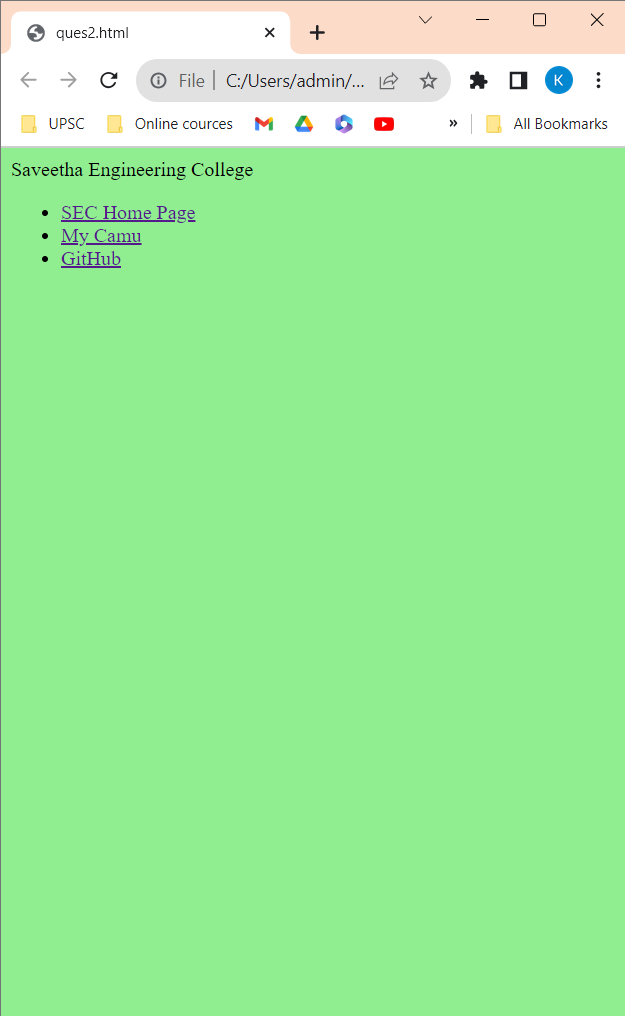 ques2.html
File C:/Users/admin/...
UPSC Online cources » All Bookmarks
Saveetha Engineering College
SEC Home Page
My Camu
GitHub
K